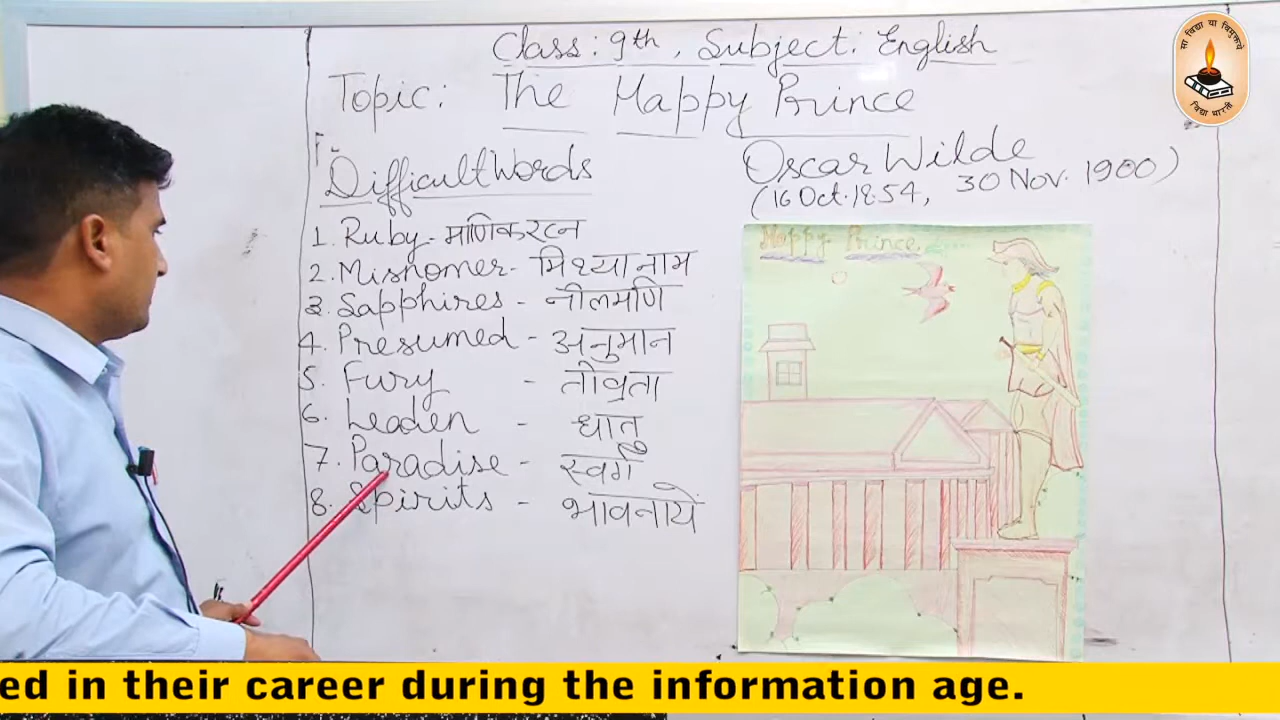 Class: 9th, Subject: English
Topic: The Happy Prince
Difficult Words
1. Ruby - माणिकरत्न
2. Misnomer - मिथ्या नाम
3. Sapphires - नीलमणि
4. Presumed - अनुमान
5. Fury - तीव्रता
6. Leaden - धातु
7. Paradise - स्वर्ग
8. Spirits - भावनायें
Oscar Wilde
(16 Oct. 1854, 30 Nov. 1900)
Happy Prince
सा विद्या या विमुक्तये
विद्या भारती
ed in their career during the information age.